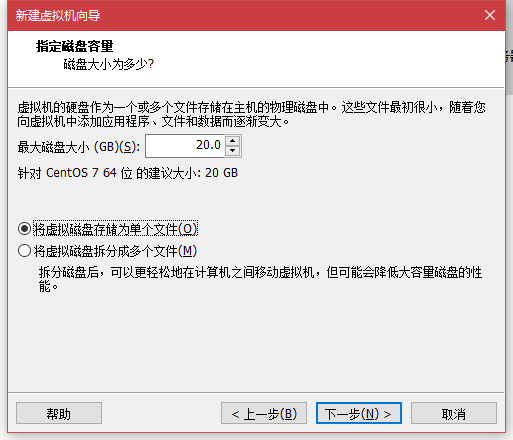 新建虚拟机向导
指定磁盘容量
磁盘大小为多少?
虚拟机的硬盘作为一个或多个文件存储在主机的物理磁盘中。这些文件最初很小，随着您
向虚拟机中添加应用程序、文件和数据而逐渐变大。
最大磁盘大小 (GB)(S): 20.0
针对 CentOS 7 64 位 的建议大小: 20 GB
将虚拟磁盘存储为单个文件(O)
将虚拟磁盘拆分成多个文件(M)
拆分磁盘后，可以更轻松地在计算机之间移动虚拟机，但可能会降低大容量磁盘的性
能。
帮助 < 上一步(B) 下一步(N) > 取消